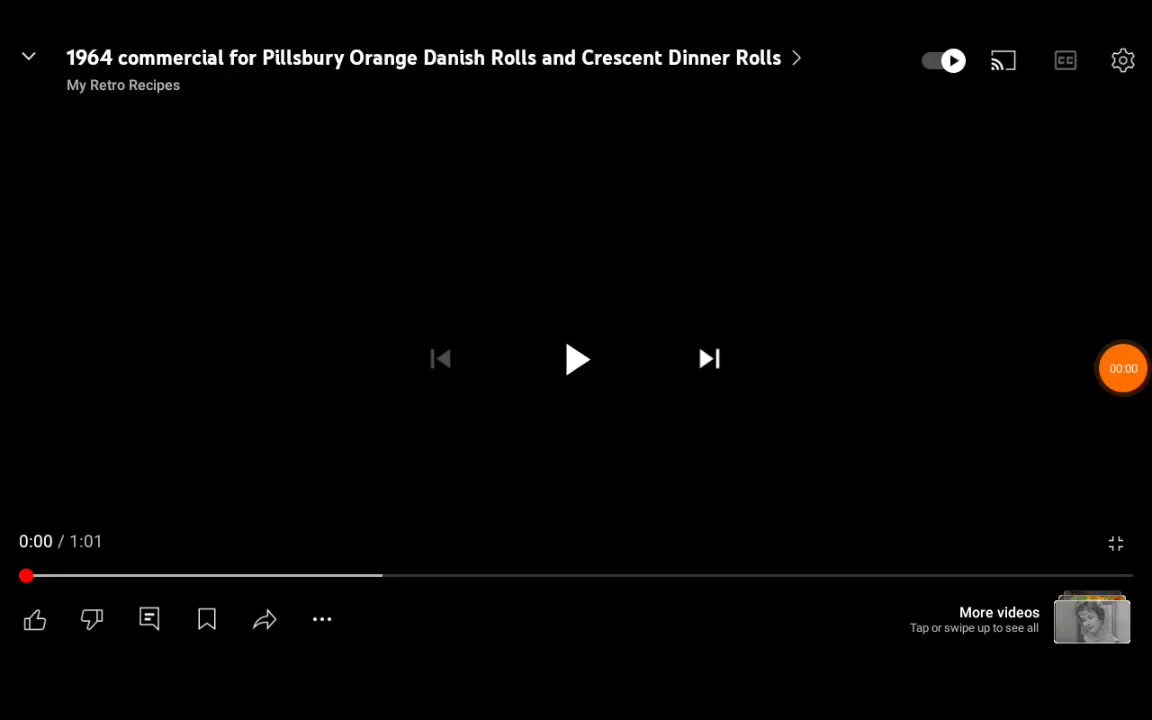 1964 commercial for Pillsbury Orange Danish Rolls and Crescent Dinner Rolls
My Retro Recipes
CC
00:00
0:00 / 1:01
More videos
Tap or swipe up to see all